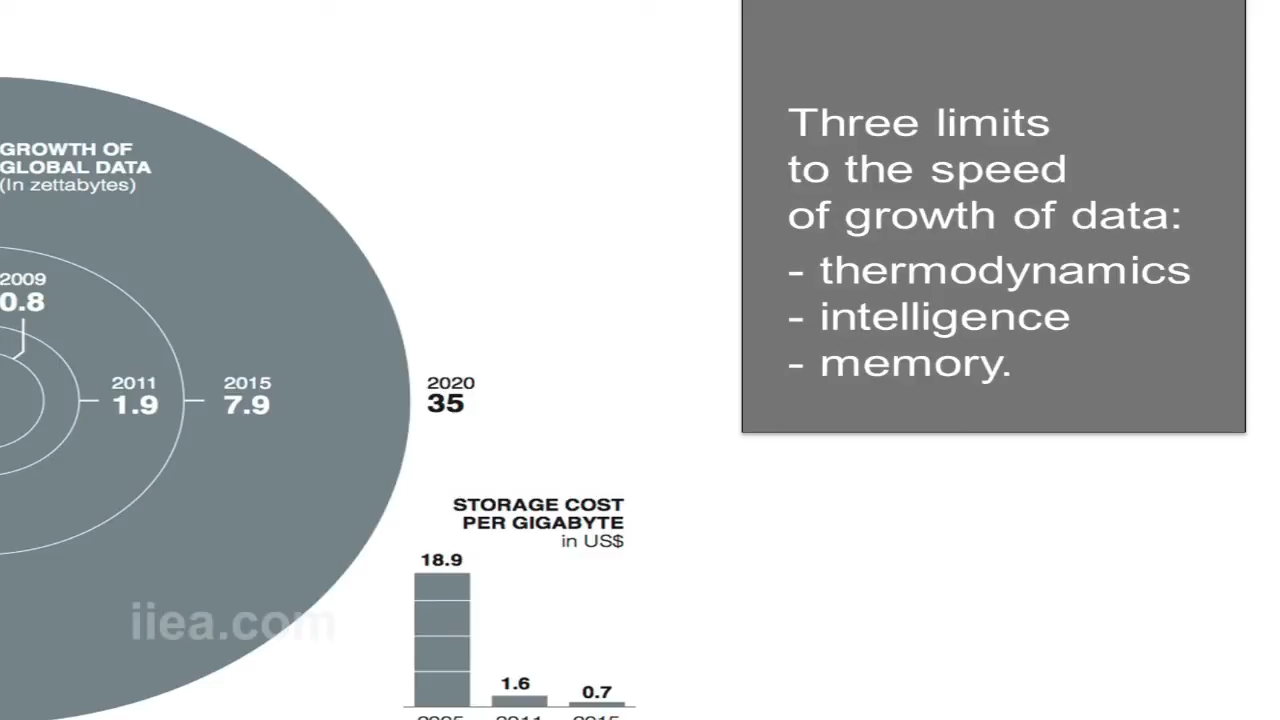 GROWTH OF
GLOBAL DATA
(In zettabytes)
2009
0.8
2011
1.9
2015
7.9
2020
35
Three limits
to the speed
of growth of data:
- thermodynamics
- intelligence
- memory.
STORAGE COST
PER GIGABYTE
in US$
18.9
1.6
0.7
2011
2015
iiea.com